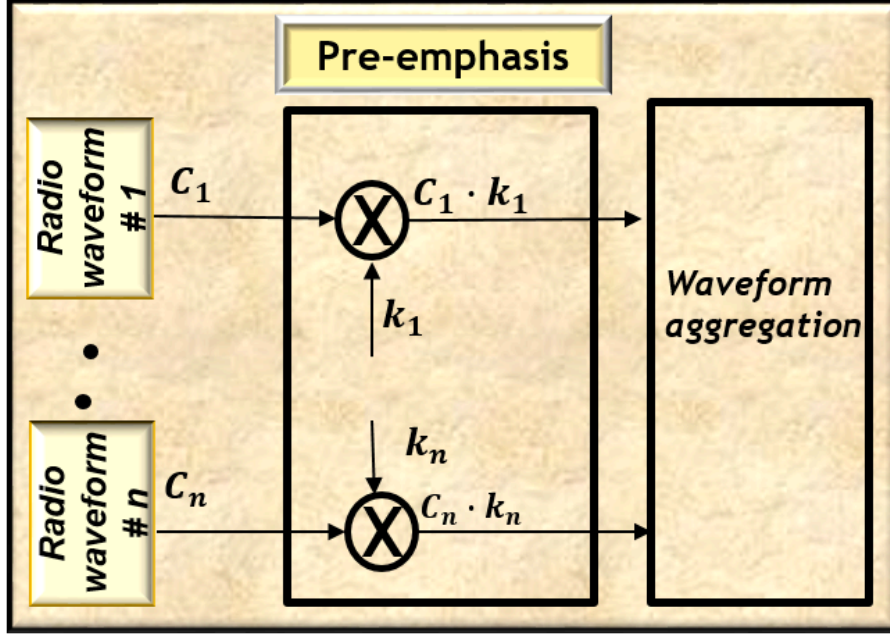 Pre-emphasis
Radio
waveform
# 1
C₁
X
C₁ · k₁
k₁
Waveform
aggregation
Radio
waveform
# n
Cₙ
kₙ
X
Cₙ · kₙ